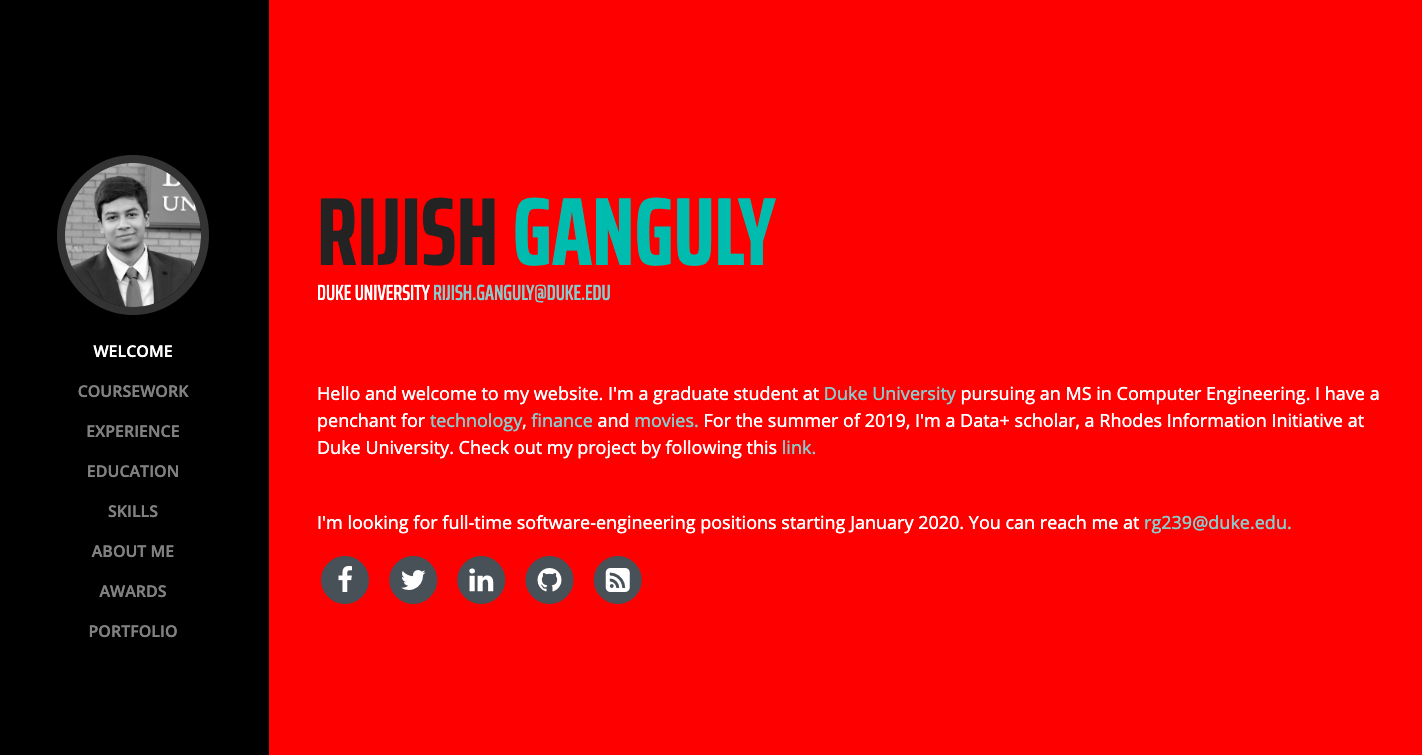 D
UN
WELCOME
COURSEWORK
EXPERIENCE
EDUCATION
SKILLS
ABOUT ME
AWARDS
PORTFOLIO
RIJISH GANGULY
DUKE UNIVERSITY RIJISH.GANGULY@DUKE.EDU
Hello and welcome to my website. I'm a graduate student at Duke University pursuing an MS in Computer Engineering. I have a
penchant for technology, finance and movies. For the summer of 2019, I'm a Data+ scholar, a Rhodes Information Initiative at
Duke University. Check out my project by following this link.
I'm looking for full-time software-engineering positions starting January 2020. You can reach me at rg239@duke.edu.